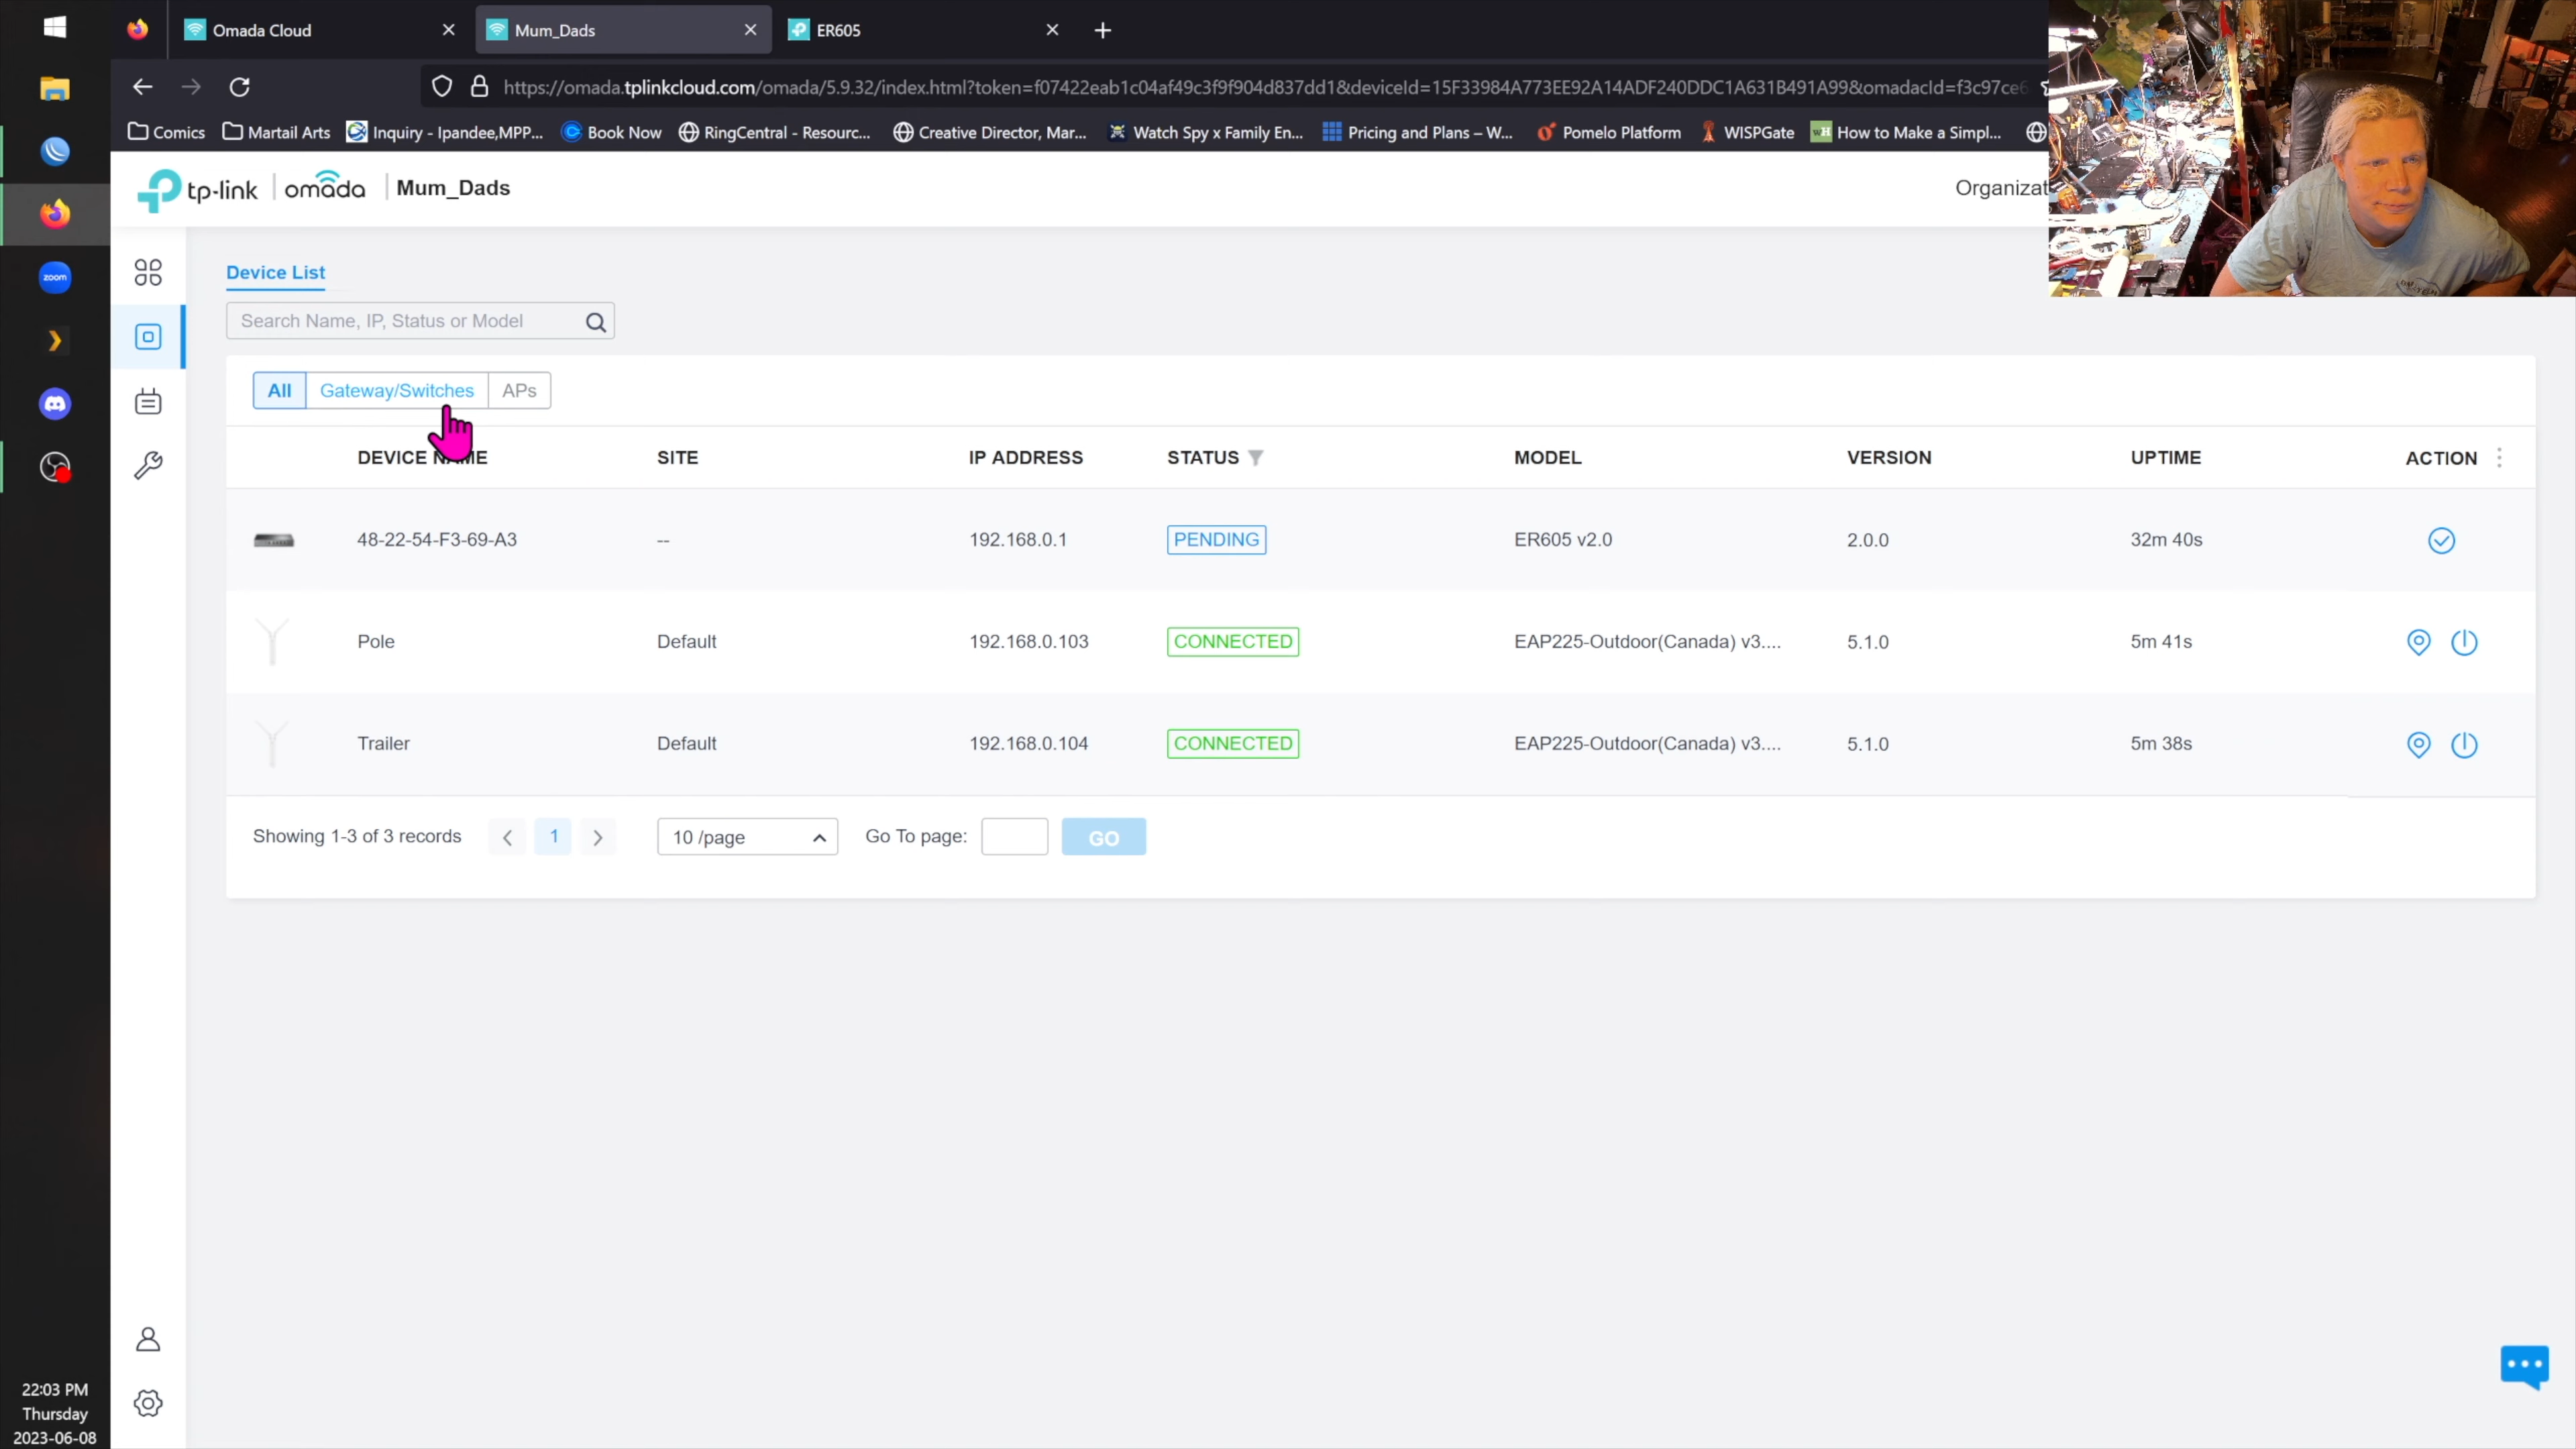 Omada Cloud
Mum_Dads
ER605
https://omada.tplinkcloud.com/omada/5.9.32/index.html?token=f07422eab1c04af49c3f9f904d837dd1&deviceId=15F33984A773EE92A14ADF240DDC1A631B491A99&omadacId=f3c97ce6
Comics
Martail Arts
Inquiry - Ipandee,MPP...
Book Now
RingCentral - Resourc...
Creative Director, Mar...
Watch Spy x Family En...
Pricing and Plans – W...
Pomelo Platform
WISPGate
wH How to Make a Simpl...
tp-link | omada | Mum_Dads
Organizat
zoom
Device List
Search Name, IP, Status or Model
All Gateway/Switches APs
DEVICE NAME SITE IP ADDRESS STATUS MODEL VERSION UPTIME ACTION
48-22-54-F3-69-A3 -- 192.168.0.1 PENDING ER605 v2.0 2.0.0 32m 40s
Pole Default 192.168.0.103 CONNECTED EAP225-Outdoor(Canada) v3.... 5.1.0 5m 41s
Trailer Default 192.168.0.104 CONNECTED EAP225-Outdoor(Canada) v3.... 5.1.0 5m 38s
Showing 1-3 of 3 records 1 10 /page Go To page: GO
22:03 PM
Thursday
2023-06-08